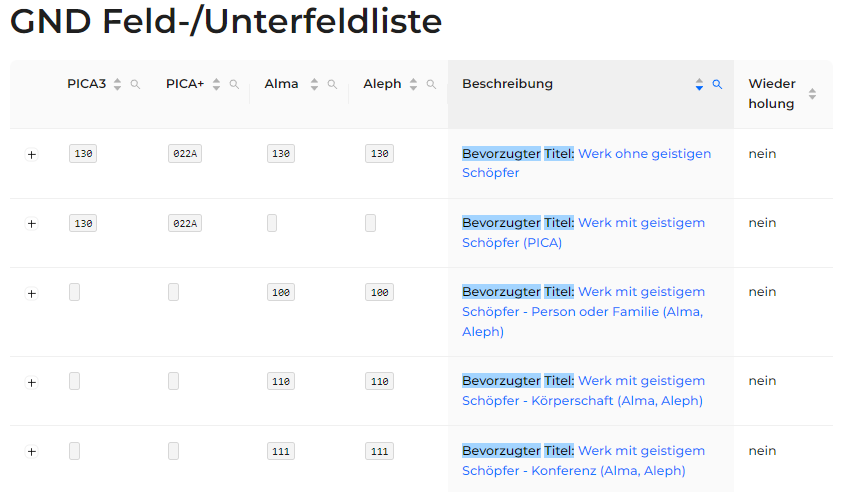 GND Feld-/Unterfeldliste
PICA3 PICA+ Alma Aleph Beschreibung Wieder
holung
130 022A 130 130 Bevorzugter Titel: Werk ohne geistigen nein
Schöpfer
130 022A Bevorzugter Titel: Werk mit geistigem nein
Schöpfer (PICA)
100 100 Bevorzugter Titel: Werk mit geistigem nein
Schöpfer - Person oder Familie (Alma,
Aleph)
110 110 Bevorzugter Titel: Werk mit geistigem nein
Schöpfer - Körperschaft (Alma, Aleph)
111 111 Bevorzugter Titel: Werk mit geistigem nein
Schöpfer - Konferenz (Alma, Aleph)